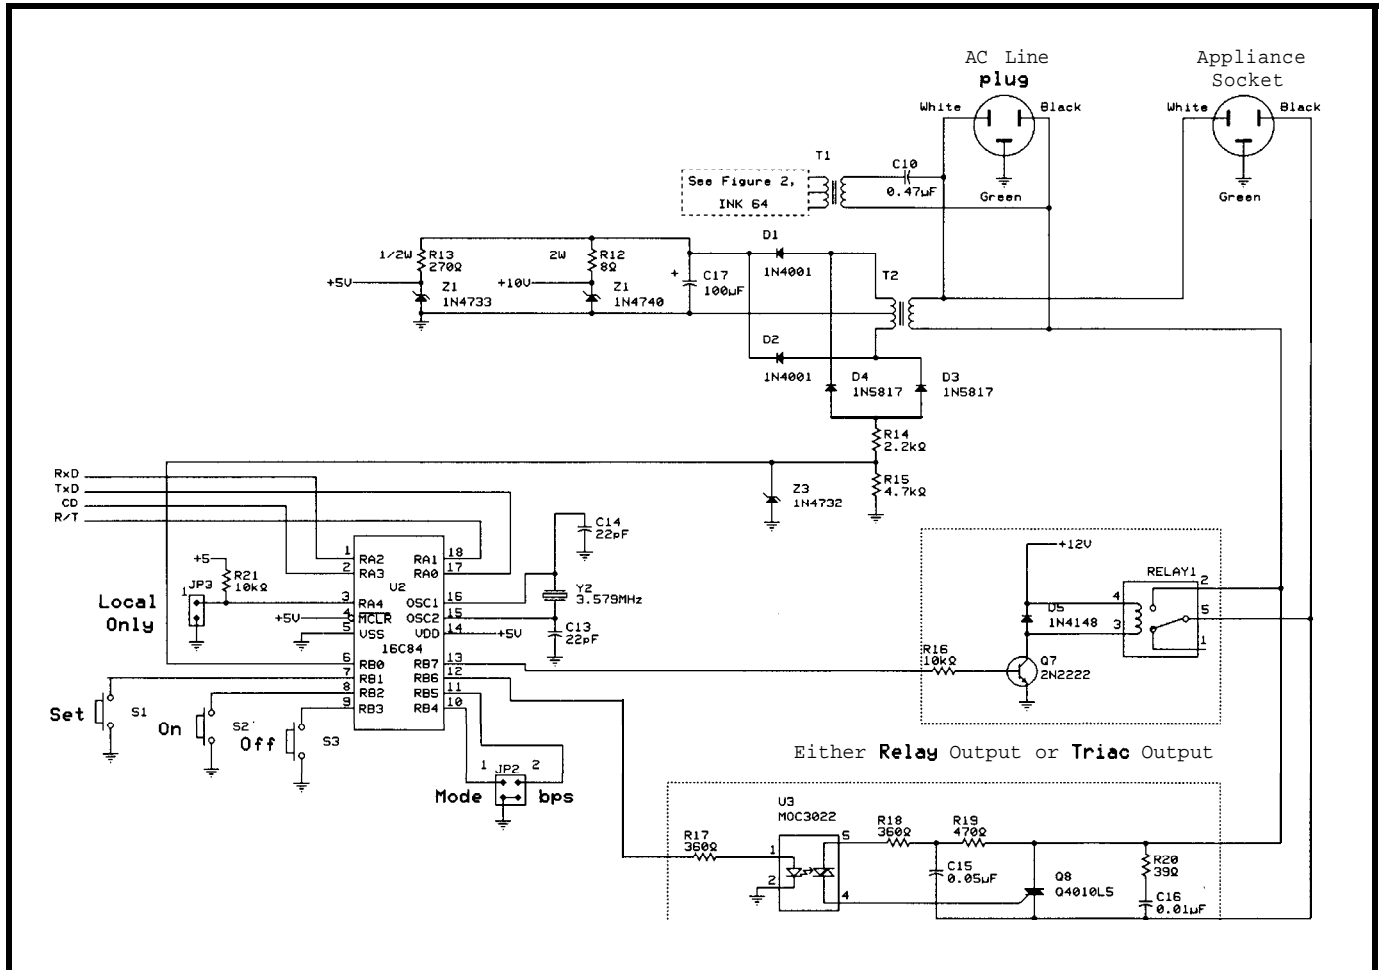 AC Line
plug
Appliance
Socket
White
Black
White
Black
T1
C10
0.47µF
See Figure 2,
INK 64
Green
Green
D1
1N4001
1/2W
R13
270Ω
2W
R12
8Ω
+
C17
100µF
T2
+5V
Z1
1N4733
+10V
Z1
1N4740
D2
1N4001
D4
1N5817
D3
1N5817
R14
2.2kΩ
R15
4.7kΩ
Z3
1N4732
RxD
TxD
CD
R/T
C14
22pF
+5
R21
10kΩ
JP3
1
Local
Only
1
RA2
RA1
18
2
RA3
RA0
17
U2
3
RA4
OSC1
16
+5V
4
MCLR
OSC2
15
5
VSS
VDD
14
+5V
16C84
6
RB0
RB7
13
7
RB1
RB6
12
8
RB2
RB5
11
9
RB3
RB4
10
Y2
3.579MHz
C13
22pF
Set
S1
On
S2
Off
S3
1
JP2
2
Mode
bps
+12V
RELAY1
2
4
D5
1N4148
5
3
1
R16
10kΩ
Q7
2N2222
Either Relay Output or Triac Output
U3
MOC3022
R17
360Ω
1
2
5
4
R18
360Ω
R19
470Ω
C15
0.05µF
Q8
Q4010L5
R20
39Ω
C16
0.01µF